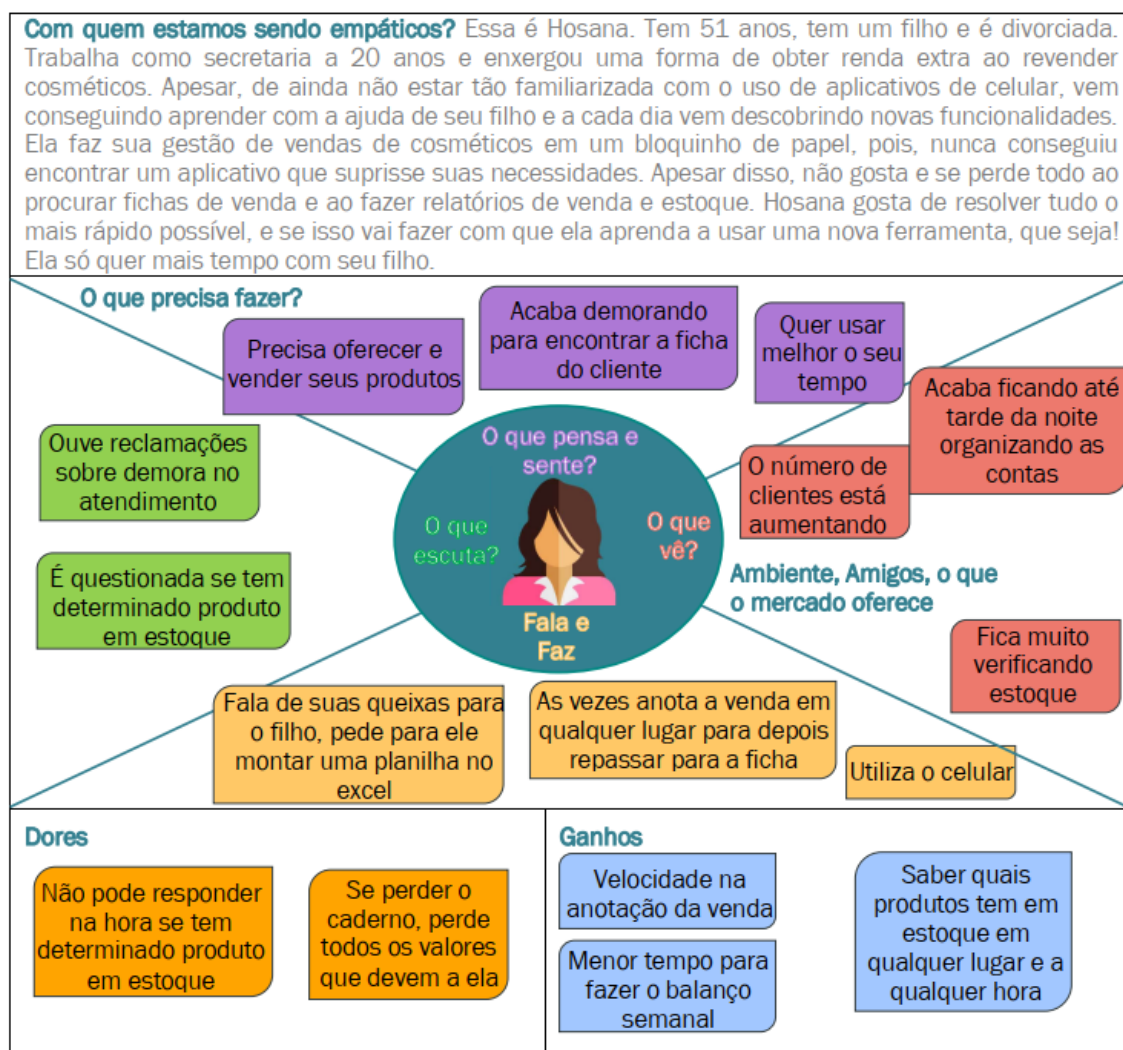 Com quem estamos sendo empáticos? Essa é Hosana. Tem 51 anos, tem um filho e é divorciada.
Trabalha como secretaria a 20 anos e enxergou uma forma de obter renda extra ao revender
cosméticos. Apesar, de ainda não estar tão familiarizada com o uso de aplicativos de celular, vem
conseguindo aprender com a ajuda de seu filho e a cada dia vem descobrindo novas funcionalidades.
Ela faz sua gestão de vendas de cosméticos em um bloquinho de papel, pois, nunca conseguiu
encontrar um aplicativo que suprisse suas necessidades. Apesar disso, não gosta e se perde todo ao
procurar fichas de venda e ao fazer relatórios de venda e estoque. Hosana gosta de resolver tudo o
mais rápido possível, e se isso vai fazer com que ela aprenda a usar uma nova ferramenta, que seja!
Ela só quer mais tempo com seu filho.
O que precisa fazer?
Precisa oferecer e
vender seus produtos
Acaba demorando
para encontrar a ficha
do cliente
Quer usar
melhor o seu
tempo
Acaba ficando até
tarde da noite
organizando as
contas
Ouve reclamações
sobre demora no
atendimento
O que pensa e
sente?
O número de
clientes está
aumentando
O que
escuta?
O que
vê?
É questionada se tem
determinado produto
em estoque
Ambiente, Amigos, o que
o mercado oferece
Fala e
Faz
Fica muito
verificando
estoque
Fala de suas queixas para
o filho, pede para ele
montar uma planilha no
excel
As vezes anota a venda em
qualquer lugar para depois
repassar para a ficha
Utiliza o celular
Dores
Não pode responder
na hora se tem
determinado produto
em estoque
Se perder o
caderno, perde
todos os valores
que devem a ela
Ganhos
Velocidade na
anotação da venda
Menor tempo para
fazer o balanço
semanal
Saber quais
produtos tem em
estoque em
qualquer lugar e a
qualquer hora